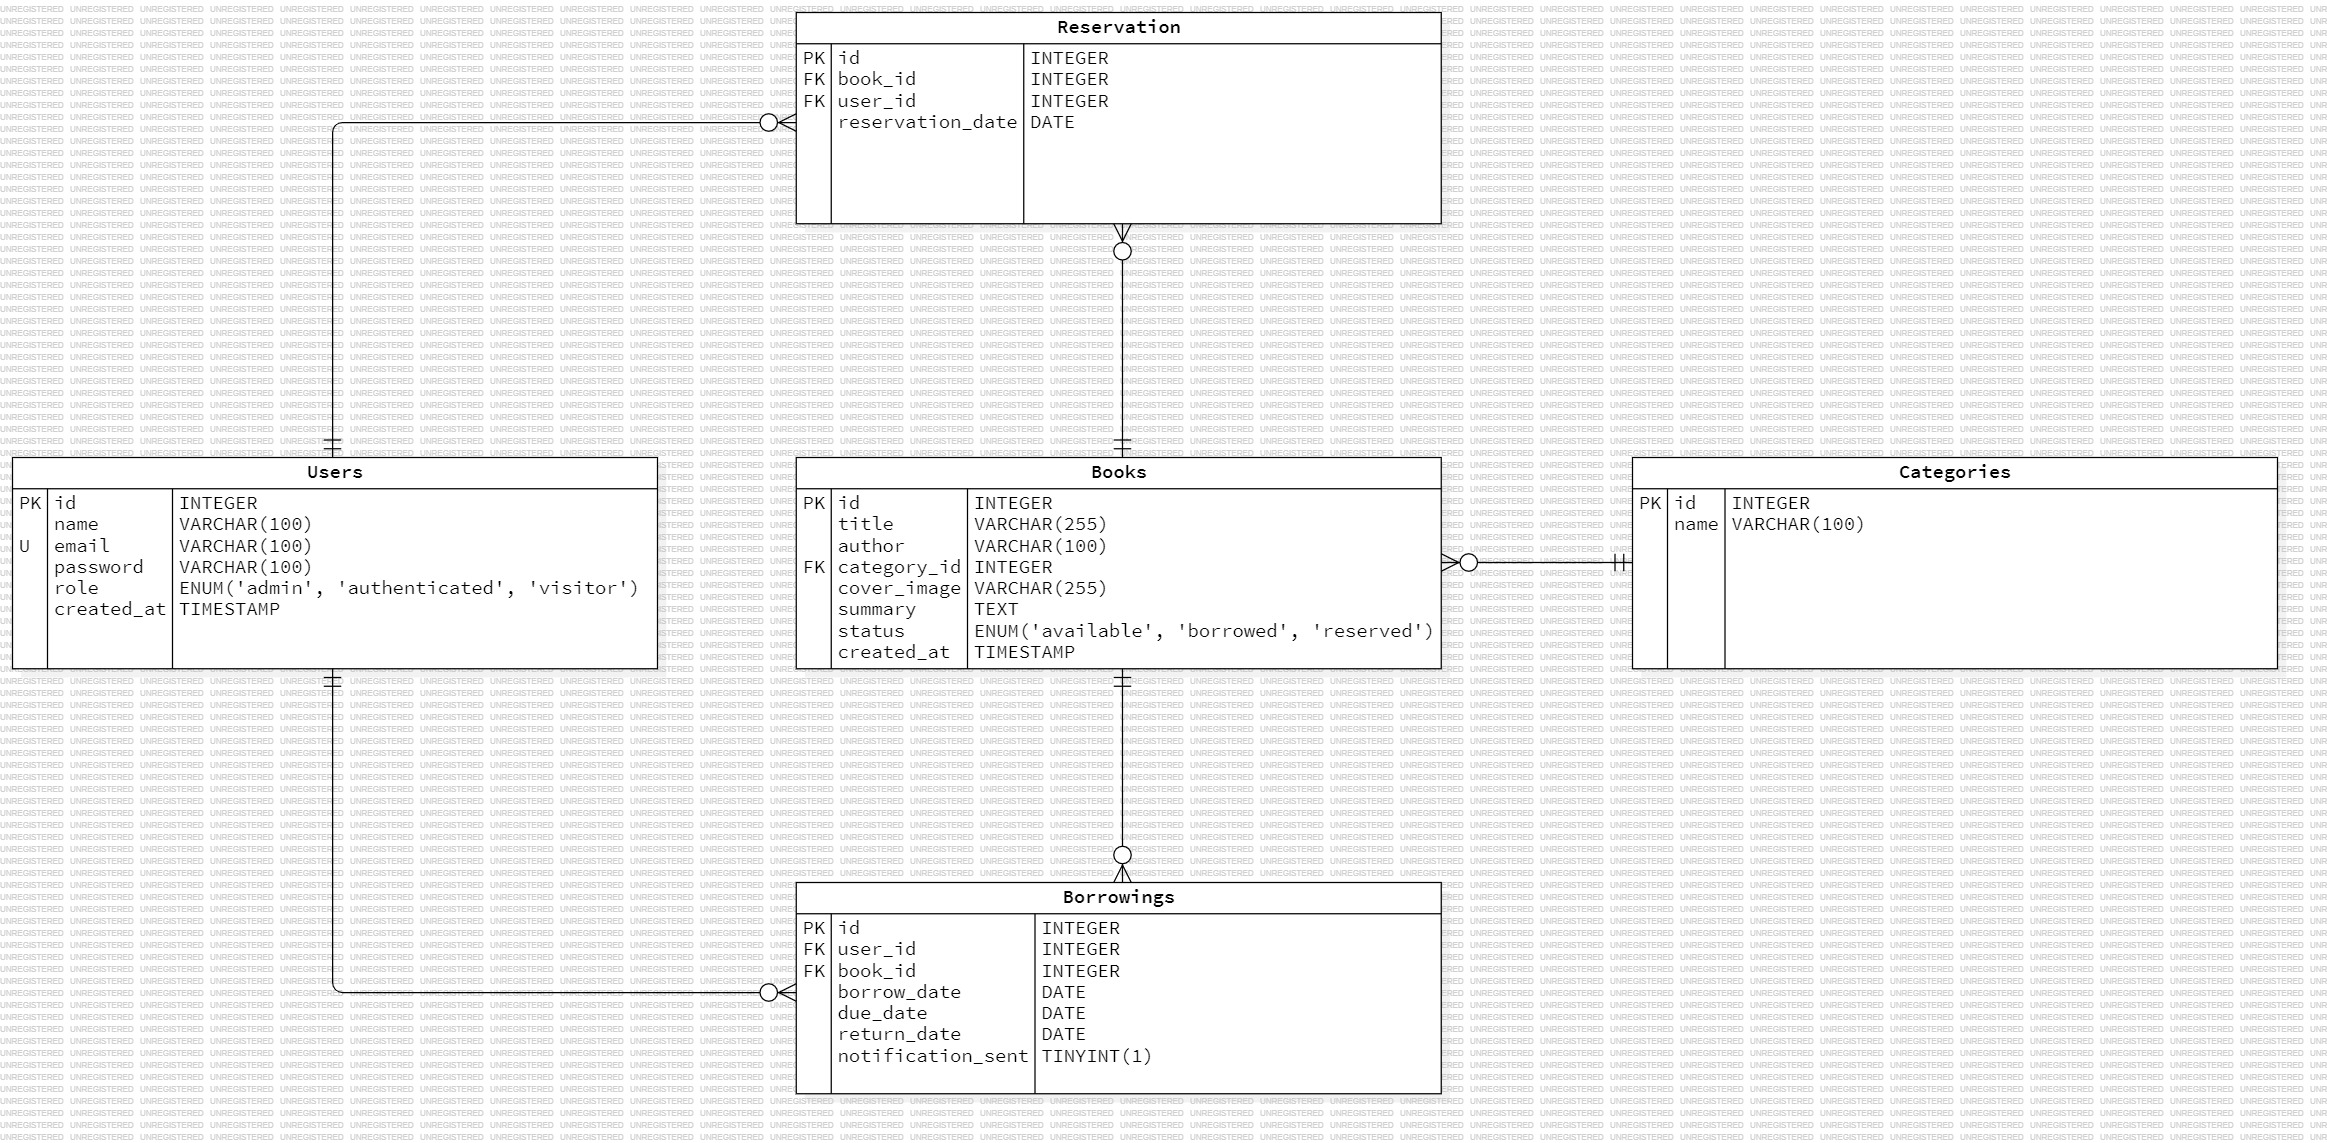 Reservation
PK id INTEGER
FK book_id INTEGER
FK user_id INTEGER
reservation_date DATE
Users
PK id INTEGER
name VARCHAR(100)
U email VARCHAR(100)
password VARCHAR(100)
role ENUM('admin', 'authenticated', 'visitor')
created_at TIMESTAMP
Books
PK id INTEGER
title VARCHAR(255)
author VARCHAR(100)
FK category_id INTEGER
cover_image VARCHAR(255)
summary TEXT
status ENUM('available', 'borrowed', 'reserved')
created_at TIMESTAMP
Categories
PK id INTEGER
name VARCHAR(100)
Borrowings
PK id INTEGER
FK user_id INTEGER
FK book_id INTEGER
borrow_date DATE
due_date DATE
return_date DATE
notification_sent TINYINT(1)
UNREGISTERED